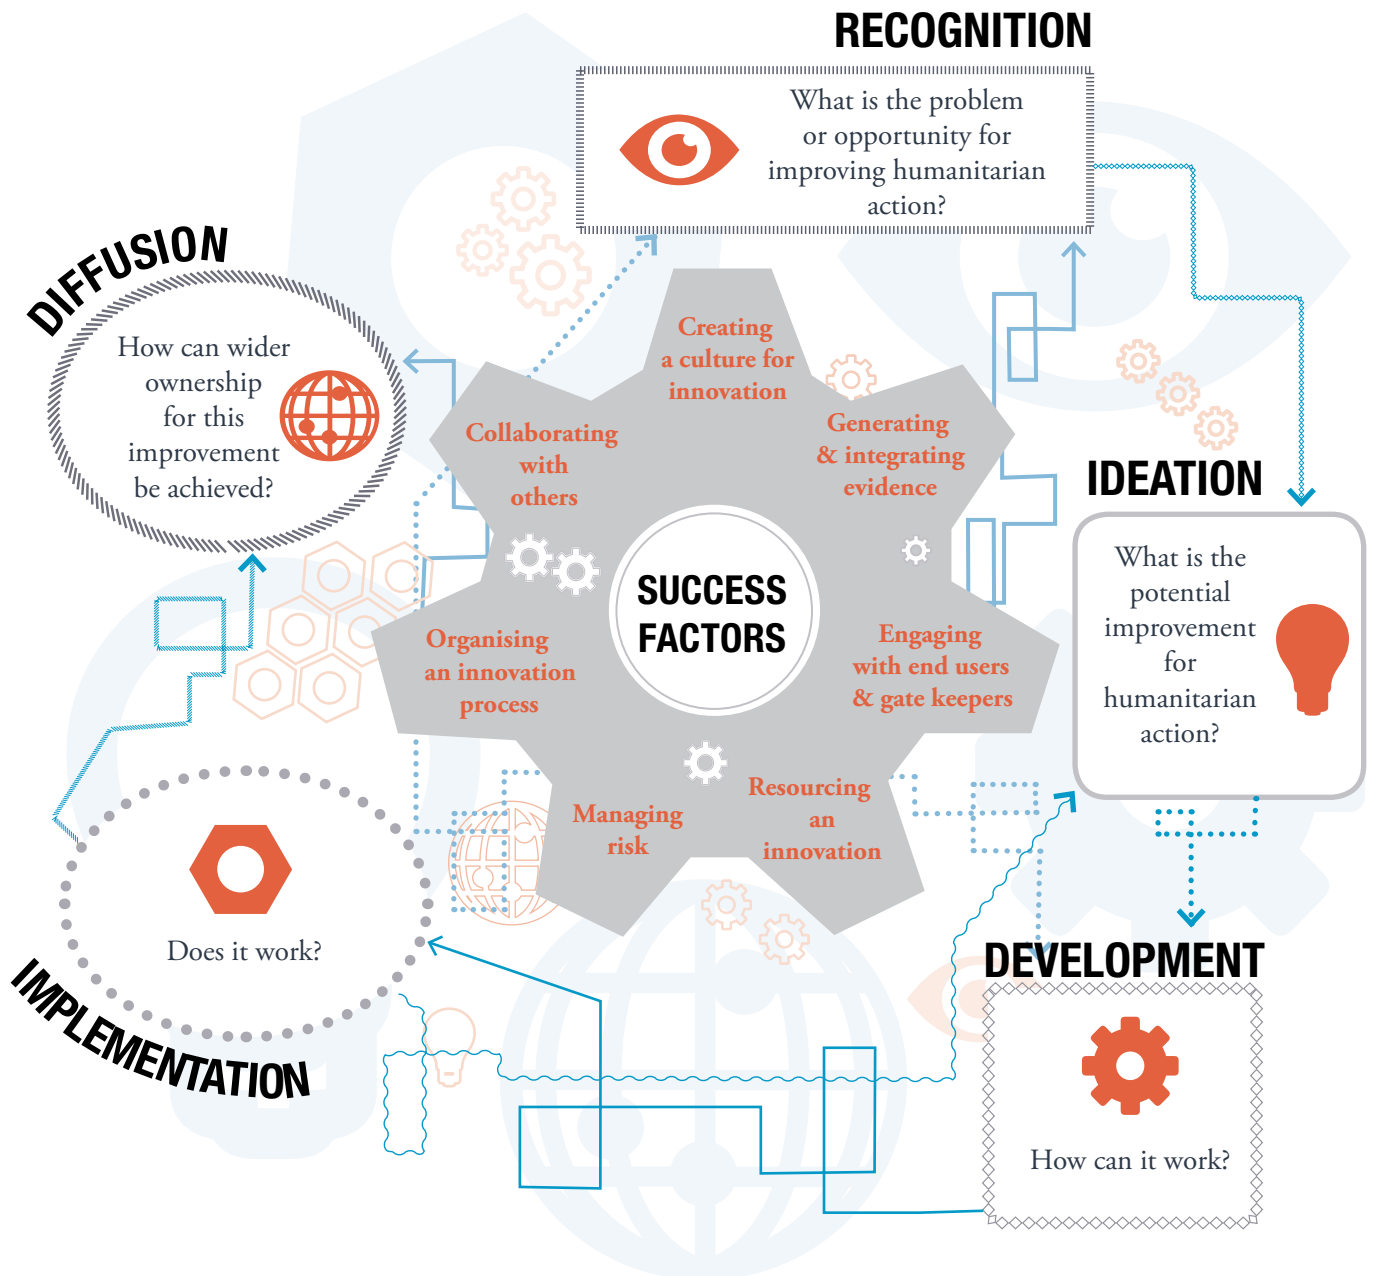 RECOGNITION
What is the problem
or opportunity for
improving humanitarian
action?
DIFFUSION
How can wider
ownership
for this
improvement
be achieved?
Creating
a culture for
innovation
Collaborating
with
others
Generating
& integrating
evidence
IDEATION
What is the
potential
improvement
for
humanitarian
action?
SUCCESS
FACTORS
Organising
an innovation
process
Engaging
with end users
& gate keepers
Managing
risk
Resourcing
an
innovation
Does it work?
IMPLEMENTATION
DEVELOPMENT
How can it work?